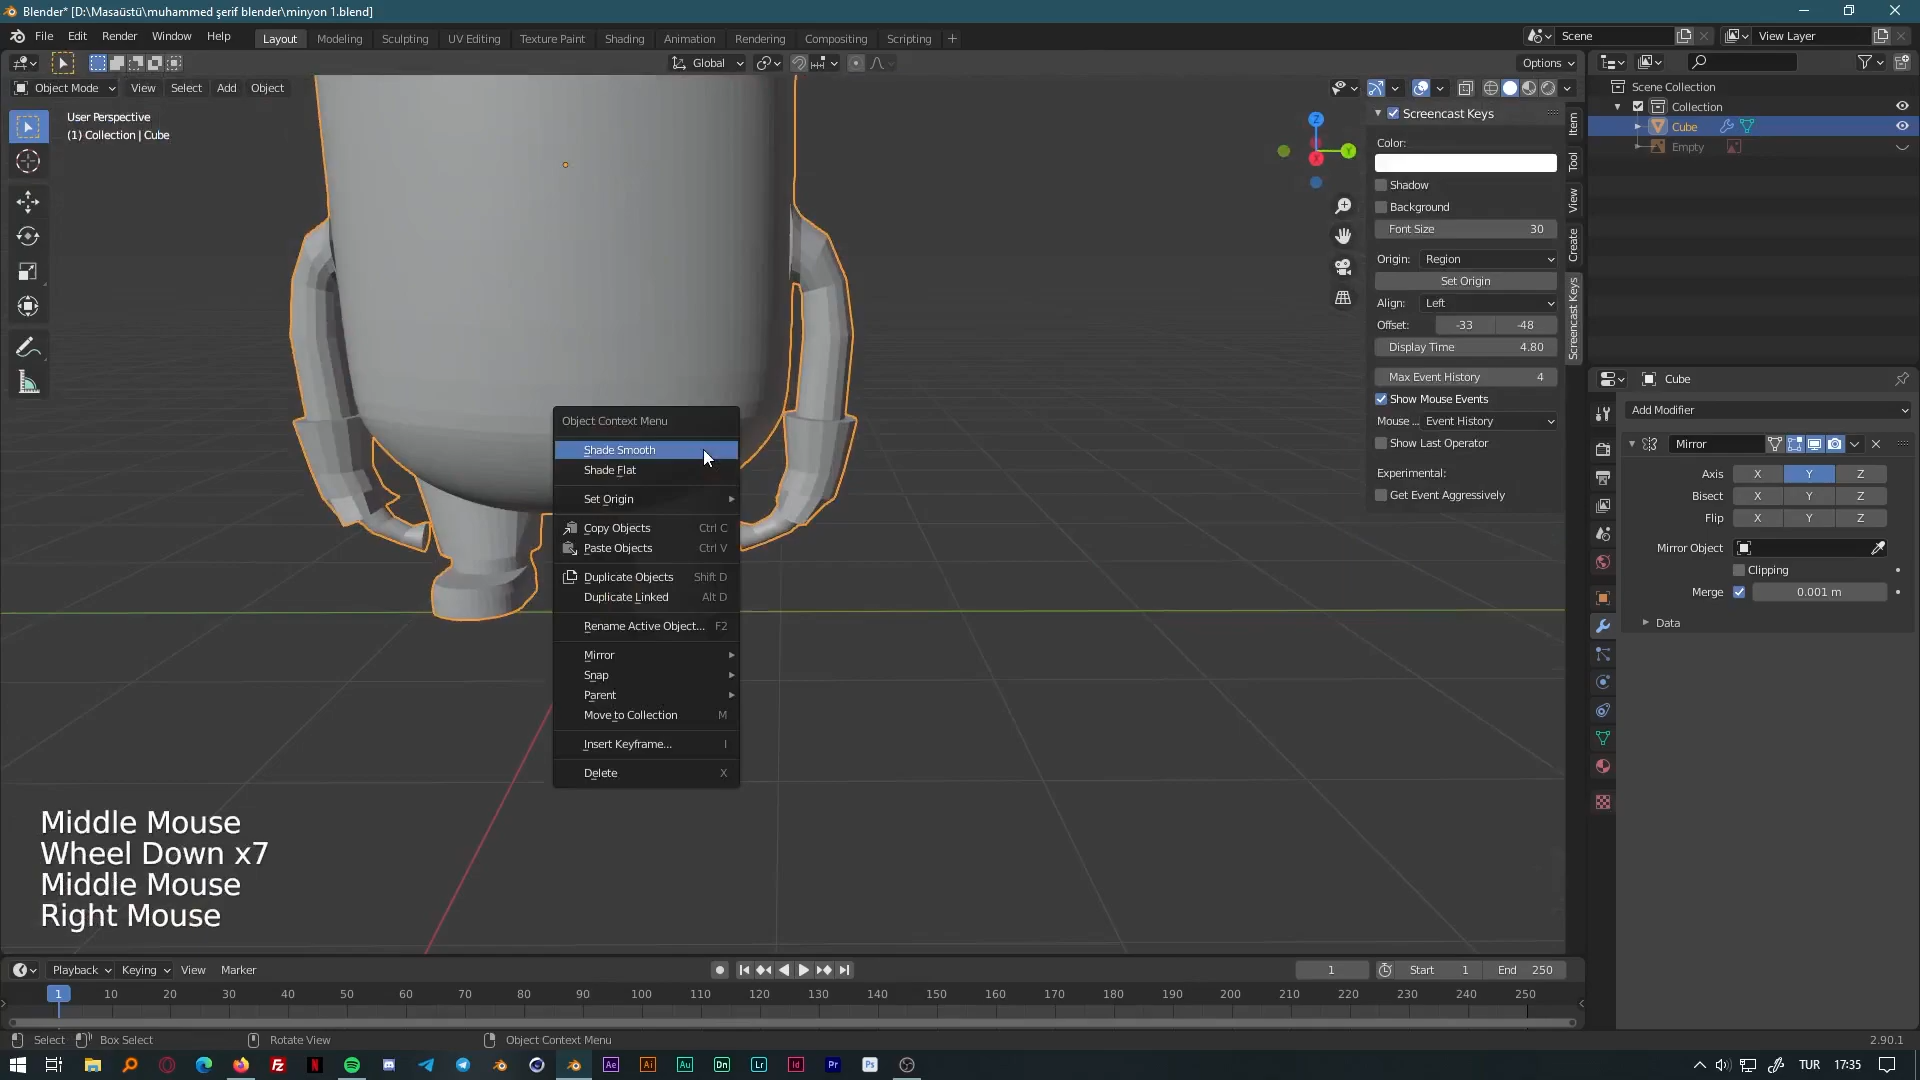 Blender* [D:\Masaüstü\muhammed şerif blender\minyon 1.blend]
File Edit Render Window Help
Layout Modeling Sculpting UV Editing Texture Paint Shading Animation Rendering Compositing Scripting +
Scene
View Layer
Global
Options
Object Mode View Select Add Object
User Perspective
(1) Collection | Cube
Z
Y
X
Screencast Keys
Color:
Shadow
Background
Font Size 30
Origin: Region
Set Origin
Align: Left
Offset: -33 -48
Display Time 4.80
Max Event History 4
Show Mouse Events
Mouse ... Event History
Show Last Operator
Experimental:
Get Event Aggressively
Item
Tool
View
Create
Screencast Keys
Scene Collection
Collection
Cube
Empty
Cube
Add Modifier
Mirror
Axis X Y Z
Bisect X Y Z
Flip X Y Z
Mirror Object
Clipping
Merge 0.001 m
Data
Object Context Menu
Shade Smooth
Shade Flat
Set Origin
Copy Objects Ctrl C
Paste Objects Ctrl V
Duplicate Objects Shift D
Duplicate Linked Alt D
Rename Active Object... F2
Mirror
Snap
Parent
Move to Collection M
Insert Keyframe... I
Delete X
Middle Mouse
Wheel Down x7
Middle Mouse
Right Mouse
Playback Keying View Marker
1 Start 1 End 250
1 10 20 30 40 50 60 70 80 90 100 110 120 130 140 150 160 170 180 190 200 210 220 230 240 250
Select Box Select Rotate View Object Context Menu 2.90.1
Fz N Ae Ai Au Dn Lr Id Pr Ps
TUR 17:35